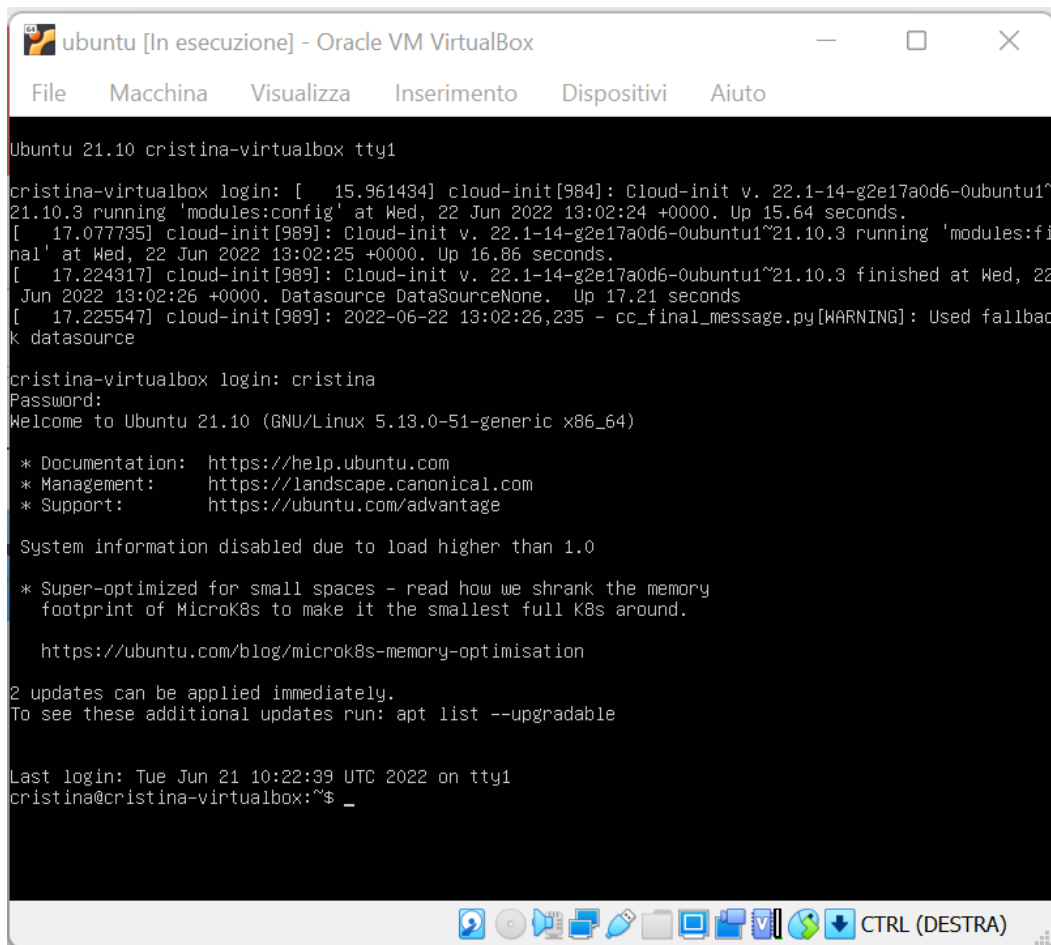 ubuntu [In esecuzione] - Oracle VM VirtualBox
File Macchina Visualizza Inserimento Dispositivi Aiuto
Ubuntu 21.10 cristina-virtualbox tty1
cristina-virtualbox login: [   15.961434] cloud-init[984]: Cloud-init v. 22.1-14-g2e17a0d6-0ubuntu1~
21.10.3 running 'modules:config' at Wed, 22 Jun 2022 13:02:24 +0000. Up 15.64 seconds.
[   17.077735] cloud-init[989]: Cloud-init v. 22.1-14-g2e17a0d6-0ubuntu1~21.10.3 running 'modules:fi
nal' at Wed, 22 Jun 2022 13:02:25 +0000. Up 16.86 seconds.
[   17.224317] cloud-init[989]: Cloud-init v. 22.1-14-g2e17a0d6-0ubuntu1~21.10.3 finished at Wed, 22
 Jun 2022 13:02:26 +0000. Datasource DataSourceNone.  Up 17.21 seconds
[   17.225547] cloud-init[989]: 2022-06-22 13:02:26,235 - cc_final_message.py[WARNING]: Used fallbac
k datasource
cristina-virtualbox login: cristina
Password:
Welcome to Ubuntu 21.10 (GNU/Linux 5.13.0-51-generic x86_64)
 * Documentation:  https://help.ubuntu.com
 * Management:     https://landscape.canonical.com
 * Support:        https://ubuntu.com/advantage
 System information disabled due to load higher than 1.0
 * Super-optimized for small spaces - read how we shrank the memory
   footprint of MicroK8s to make it the smallest full K8s around.
   https://ubuntu.com/blog/microk8s-memory-optimisation
2 updates can be applied immediately.
To see these additional updates run: apt list --upgradable
Last login: Tue Jun 21 10:22:39 UTC 2022 on tty1
cristina@cristina-virtualbox:~$ _
CTRL (DESTRA)